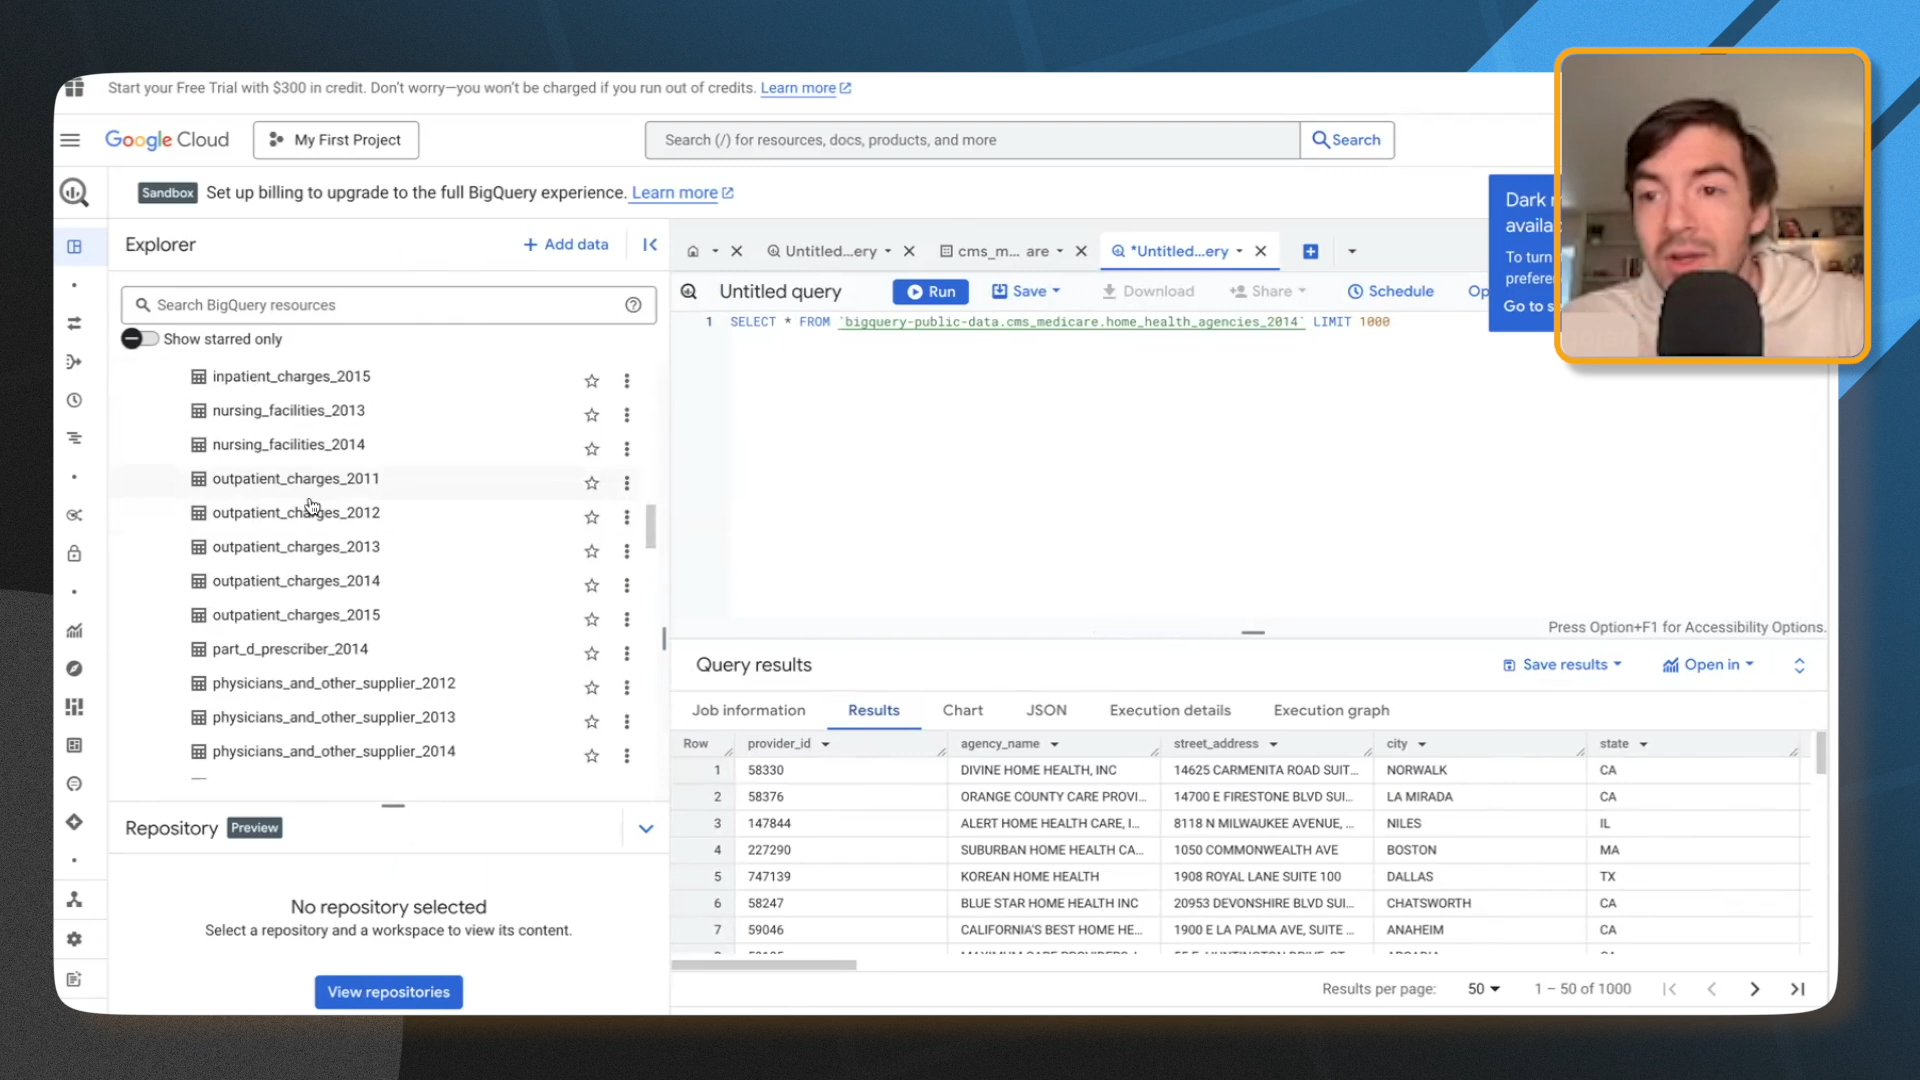 Start your Free Trial with $300 in credit. Don't worry—you won't be charged if you run out of credits. Learn more
Google Cloud
My First Project
Search (/) for resources, docs, products, and more
Search
Sandbox
Set up billing to upgrade to the full BigQuery experience. Learn more
Explorer
+ Add data
Search BigQuery resources
Show starred only
inpatient_charges_2015
nursing_facilities_2013
nursing_facilities_2014
outpatient_charges_2011
outpatient_charges_2012
outpatient_charges_2013
outpatient_charges_2014
outpatient_charges_2015
part_d_prescriber_2014
physicians_and_other_supplier_2012
physicians_and_other_supplier_2013
physicians_and_other_supplier_2014
Repository
Preview
No repository selected
Select a repository and a workspace to view its content.
View repositories
Untitled...ery
cms_m... are
*Untitled...ery
Untitled query
Run
Save
Download
Share
Schedule
Dark
availa
To turn
prefere
Go to s
1 SELECT * FROM `bigquery-public-data.cms_medicare.home_health_agencies_2014` LIMIT 1000
Press Option+F1 for Accessibility Options.
Query results
Save results
Open in
Job information
Results
Chart
JSON
Execution details
Execution graph
Row provider_id agency_name street_address city state
1 58330 DIVINE HOME HEALTH, INC 14625 CARMENITA ROAD SUIT... NORWALK CA
2 58376 ORANGE COUNTY CARE PROVI... 14700 E FIRESTONE BLVD SUI... LA MIRADA CA
3 147844 ALERT HOME HEALTH CARE, I... 8118 N MILWAUKEE AVENUE, ... NILES IL
4 227290 SUBURBAN HOME HEALTH CA... 1050 COMMONWEALTH AVE BOSTON MA
5 747139 KOREAN HOME HEALTH 1908 ROYAL LANE SUITE 100 DALLAS TX
6 58247 BLUE STAR HOME HEALTH INC 20953 DEVONSHIRE BLVD SUI... CHATSWORTH CA
7 59046 CALIFORNIA'S BEST HOME HE... 1900 E LA PALMA AVE, SUITE ... ANAHEIM CA
Results per page: 50 1 – 50 of 1000